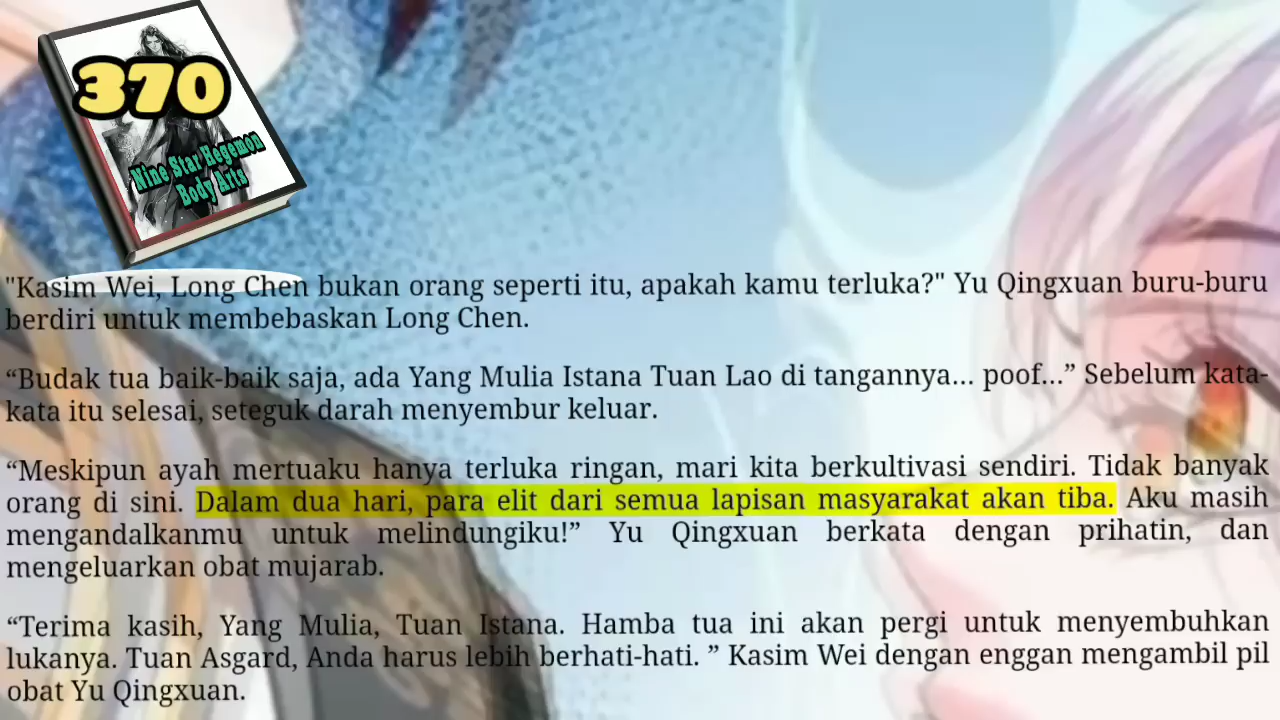 370
Nine Star Hegemon
Body Arts
"Kasim Wei, Long Chen bukan orang seperti itu, apakah kamu terluka?" Yu Qingxuan buru-buru
berdiri untuk membebaskan Long Chen.
“Budak tua baik-baik saja, ada Yang Mulia Istana Tuan Lao di tangannya... poof...” Sebelum kata-
kata itu selesai, seteguk darah menyembur keluar.
“Meskipun ayah mertuaku hanya terluka ringan, mari kita berkultivasi sendiri. Tidak banyak
orang di sini. Dalam dua hari, para elit dari semua lapisan masyarakat akan tiba. Aku masih
mengandalkanmu untuk melindungiku!” Yu Qingxuan berkata dengan prihatin, dan
mengeluarkan obat mujarab.
“Terima kasih, Yang Mulia, Tuan Istana. Hamba tua ini akan pergi untuk menyembuhkan
lukanya. Tuan Asgard, Anda harus lebih berhati-hati. ” Kasim Wei dengan enggan mengambil pil
obat Yu Qingxuan.